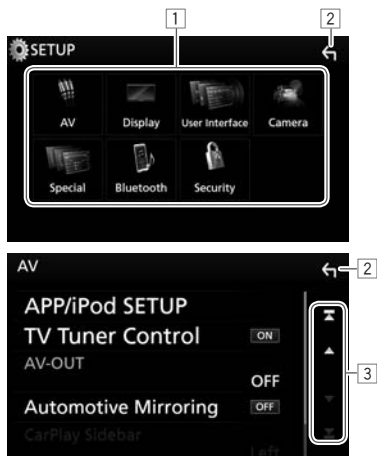 1 2
SETUP
AV Display User Interface Camera
Special Bluetooth Security
AV
2
APP/iPod SETUP
TV Tuner Control ON
AV-OUT
OFF
3
Automotive Mirroring OFF
CarPlay Sidebar
Left